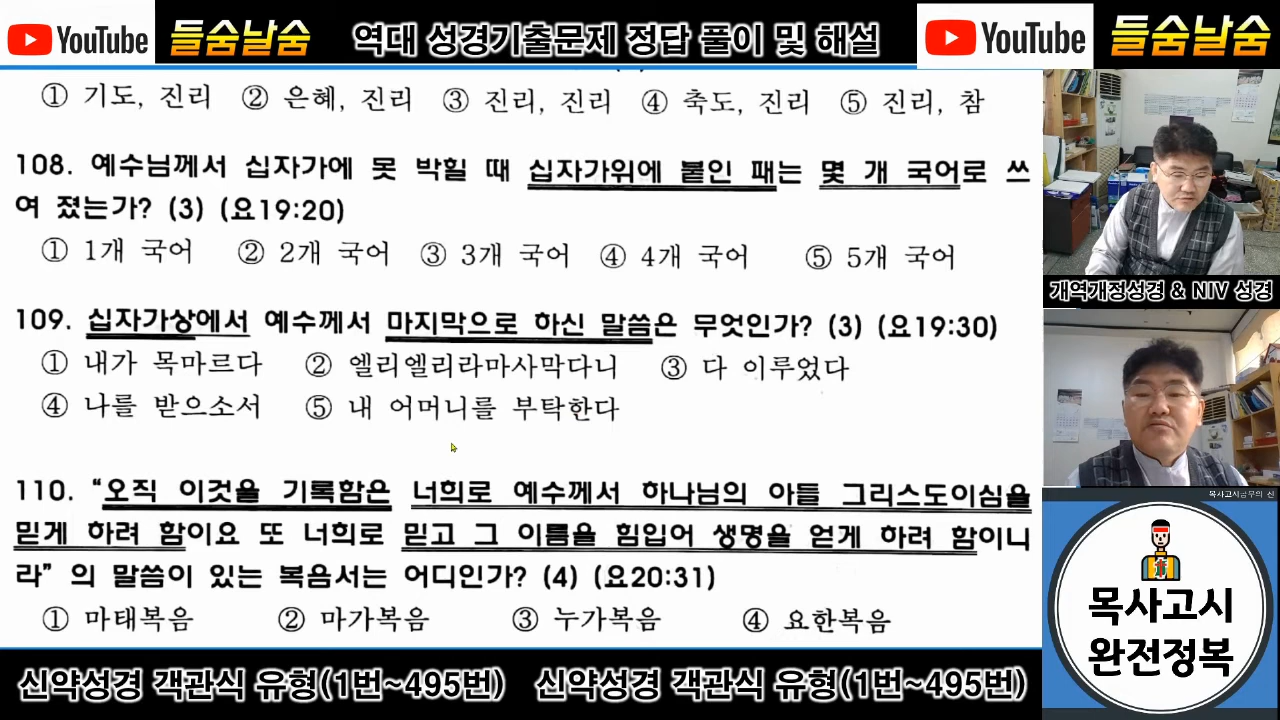 YouTube 들숨날숨 역대 성경기출문제 정답 풀이 및 해설 YouTube 들숨날숨
① 기도, 진리 ② 은혜, 진리 ③ 진리, 진리 ④ 축도, 진리 ⑤ 진리, 참
108. 예수님께서 십자가에 못 박힐 때 십자가위에 붙인 패는 몇 개 국어로 쓰
여 졌는가? (3) (요19:20)
① 1개 국어 ② 2개 국어 ③ 3개 국어 ④ 4개 국어 ⑤ 5개 국어
109. 십자가상에서 예수께서 마지막으로 하신 말씀은 무엇인가? (3) (요19:30)
① 내가 목마르다 ② 엘리엘리라마사막다니 ③ 다 이루었다
④ 나를 받으소서 ⑤ 내 어머니를 부탁한다
110. “오직 이것을 기록함은 너희로 예수께서 하나님의 아들 그리스도이심을
믿게 하려 함이요 또 너희로 믿고 그 이름을 힘입어 생명을 얻게 하려 함이니
라” 의 말씀이 있는 복음서는 어디인가? (4) (요20:31)
① 마태복음 ② 마가복음 ③ 누가복음 ④ 요한복음
개역개정성경 & NIV 성경
목사고시공부의 신
목사고시
완전정복
신약성경 객관식 유형(1번~495번) 신약성경 객관식 유형(1번~495번)